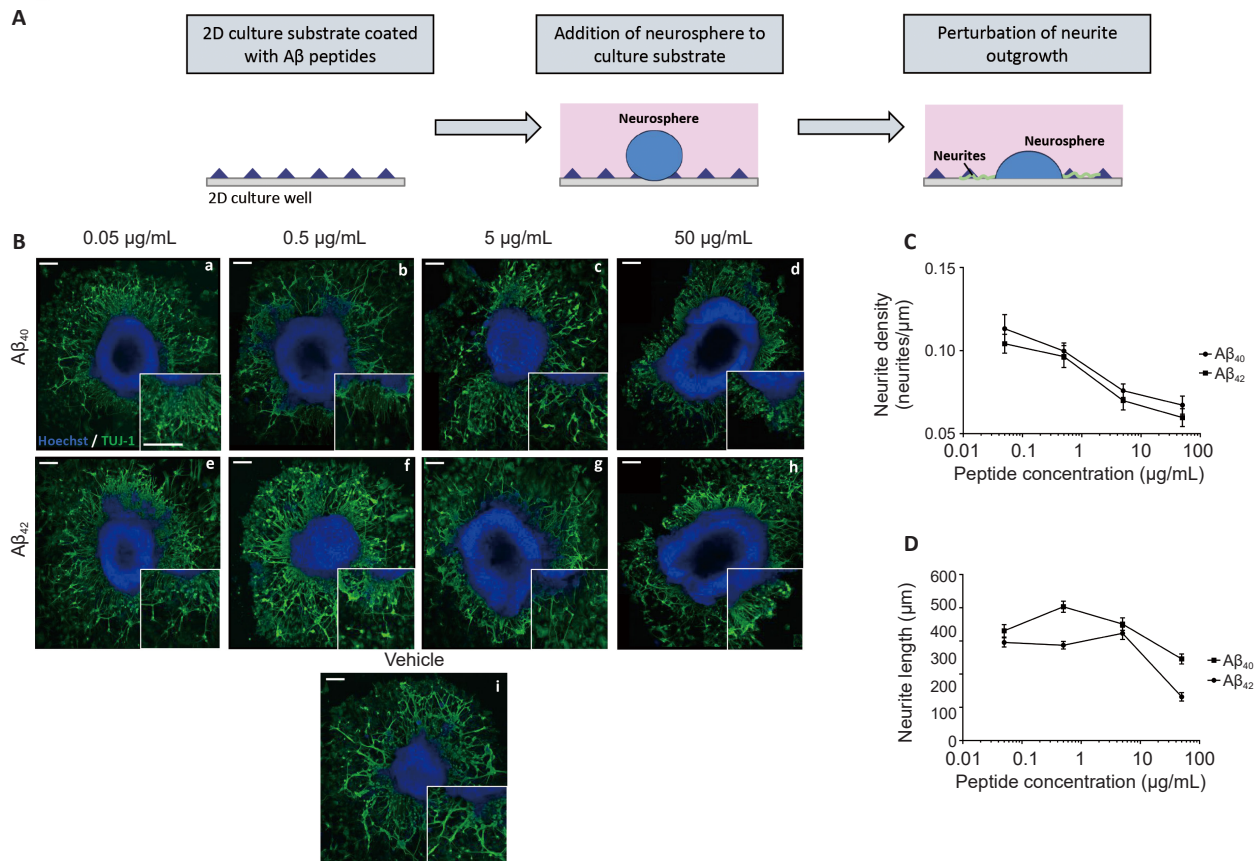 A
2D culture substrate coated
with Aβ peptides
Addition of neurosphere to
culture substrate
Perturbation of neurite
outgrowth
2D culture well
Neurosphere
Neurites
Neurosphere
B
0.05 µg/mL
0.5 µg/mL
5 µg/mL
50 µg/mL
Aβ40
a
b
c
d
Hoechst / TUJ-1
Aβ42
e
f
g
h
Vehicle
i
C
Neurite density
(neurites/µm)
0.15
0.10
0.05
0.01
0.1
1
10
100
Peptide concentration (µg/mL)
Aβ40
Aβ42
D
Neurite length (µm)
600
500
400
300
200
100
0
0.01
0.1
1
10
100
Peptide concentration (µg/mL)
Aβ40
Aβ42